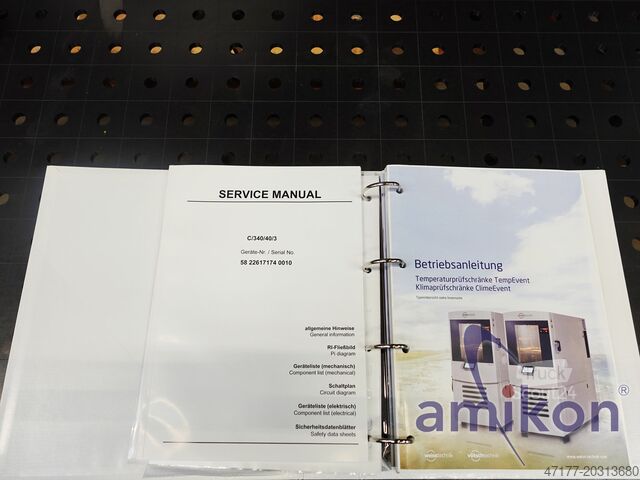 SERVICE MANUAL
C/340/40/3
Geräte-Nr. / Serial No.
58 22617174 0010
allgemeine Hinweise
General information
RI-Fließbild
Pi diagram
Geräteliste (mechanisch)
Component list (mechanical)
Schaltplan
Circuit diagram
Geräteliste (elektrisch)
Component list (electrical)
Sicherheitsdatenblätter
Safety data sheets
Betriebsanleitung
Temperaturprüfschränke TempEvent
Klimaprüfschränke ClimeEvent
amikon®
weisstechnik vötschtechnik
47177-20313680